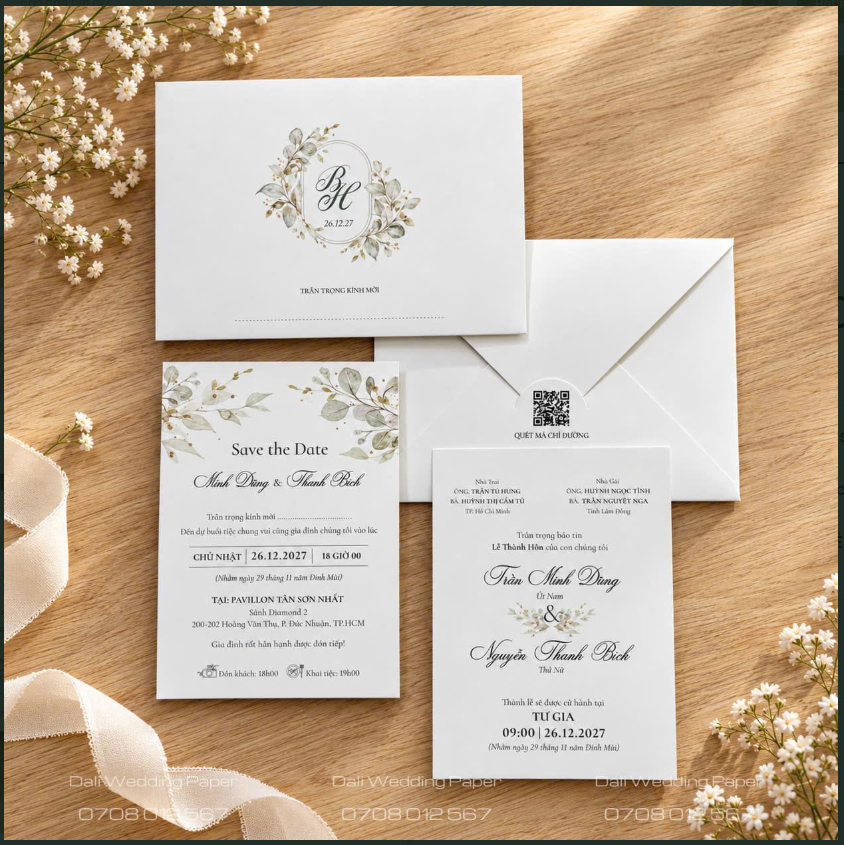 BH
26.12.27
TRÂN TRỌNG KÍNH MỜI
QUÉT MÃ CHỈ ĐƯỜNG
Save the Date
Minh Dũng & Thanh Bích
Trân trọng kính mời ....................................
Đến dự buổi tiệc chung vui cùng gia đình chúng tôi vào lúc
CHỦ NHẬT | 26.12.2027 | 18 GIỜ 00
(Nhằm ngày 29 tháng 11 năm Đinh Mùi)
TẠI: PAVILLON TÂN SƠN NHẤT
Sảnh Diamond 2
200-202 Hoàng Văn Thụ, P. Đức Nhuận, TP.HCM
Gia đình rất hân hạnh được đón tiếp!
Đón khách: 18h00 Khai tiệc: 19h00
Nhà Trai
ÔNG. TRẦN TÚ HƯNG
BÀ. HUỲNH THỊ CẨM TÚ
TP. Hồ Chí Minh
Nhà Gái
ÔNG. HUỲNH NGỌC TÌNH
BÀ. TRẦN NGUYỆT NGA
Tỉnh Lâm Đồng
Trân trọng báo tin
Lễ Thành Hôn của con chúng tôi
Trần Minh Dũng
Út Nam
&
Nguyễn Thanh Bích
Thứ Nữ
Thành lễ sẽ được cử hành tại
TƯ GIA
09:00 | 26.12.2027
(Nhằm ngày 29 tháng 11 năm Đinh Mùi)
Dali Wedding Paper Dali Wedding Paper Dali Wedding Paper
0708 012 567 0708 012 567 0708 012 56